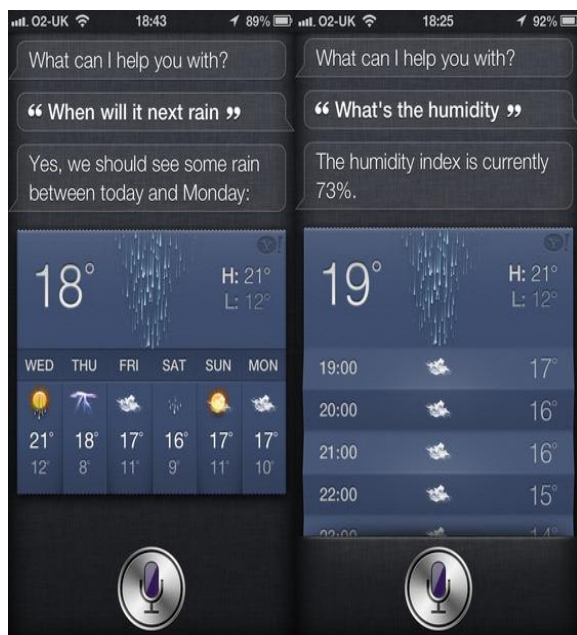 O2-UK 18:43 89%
What can I help you with?
“ When will it next rain ”
Yes, we should see some rain
between today and Monday:
Y!
18° H: 21°
L: 12°
WED THU FRI SAT SUN MON
21° 18° 17° 16° 17° 17°
12° 8° 11° 9° 11° 10°
O2-UK 18:25 92%
What can I help you with?
“ What's the humidity ”
The humidity index is currently
73%.
Y!
19° H: 21°
L: 12°
19:00 17°
20:00 16°
21:00 16°
22:00 15°
23:00 14°